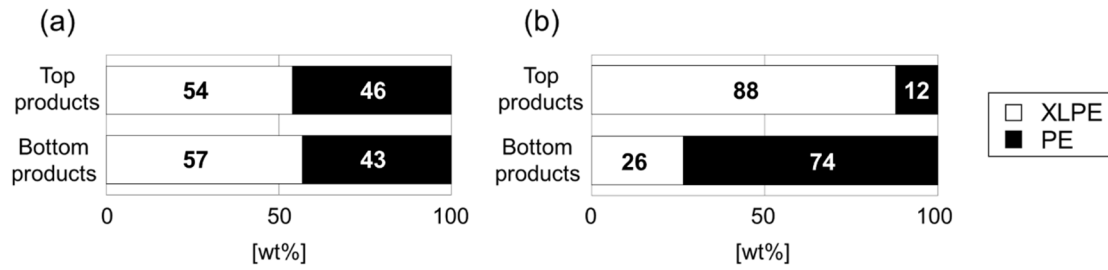 (a)
Top
products
54
46
Bottom
products
57
43
0
50
100
[wt%]
(b)
Top
products
88
12
Bottom
products
26
74
0
50
100
[wt%]
XLPE
PE